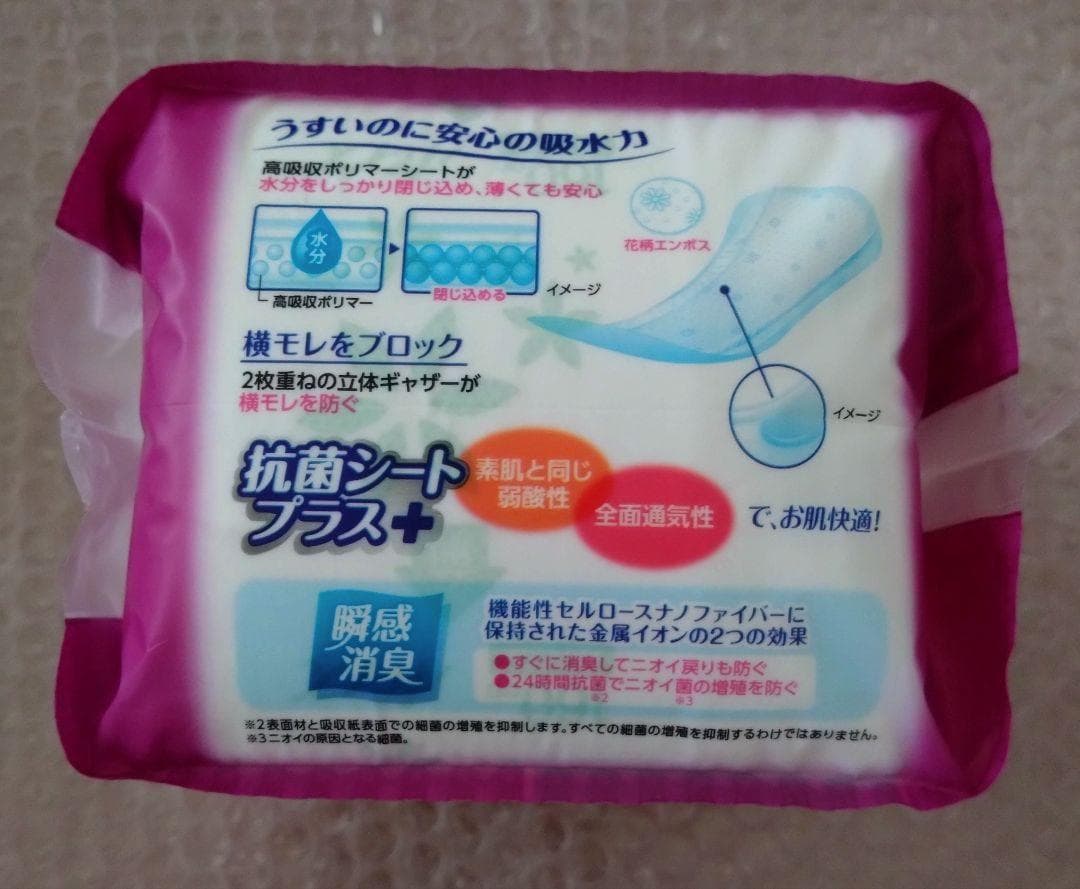 うすいのに安心の吸水力
高吸収ポリマーシートが
水分をしっかり閉じ込め、薄くても安心
水分
高吸収ポリマー
閉じ込める
イメージ
花柄エンボス
横モレをブロック
2枚重ねの立体ギャザーが
横モレを防ぐ
イメージ
抗菌シート
プラス+
素肌と同じ
弱酸性
全面通気性
で、お肌快適!
瞬感
消臭
機能性セルロースナノファイバーに
保持された金属イオンの2つの効果
●すぐに消臭してニオイ戻りも防ぐ
●24時間抗菌でニオイ菌の増殖を防ぐ
※2 ※3
※2表面材と吸収紙表面での細菌の増殖を抑制します。すべての細菌の増殖を抑制するわけではありません。
※3ニオイの原因となる細菌。